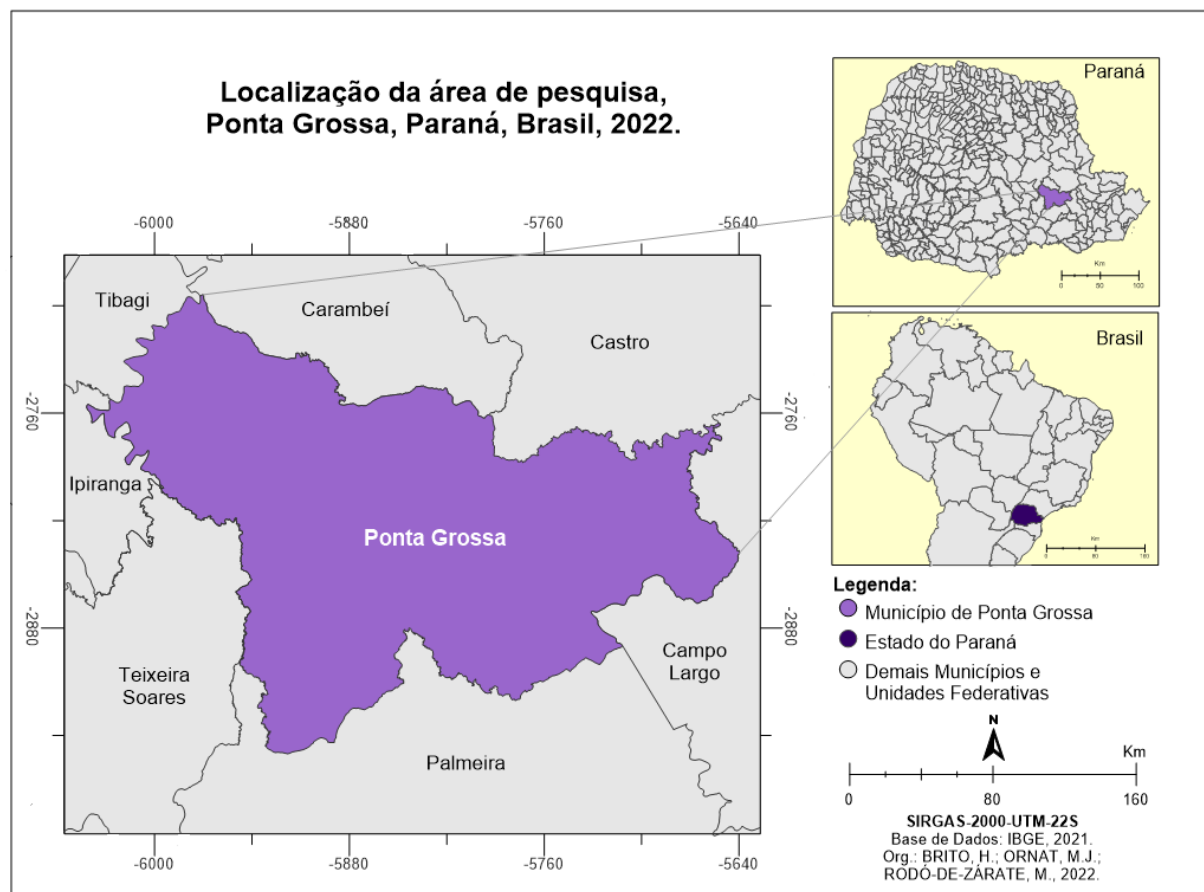 Localização da área de pesquisa,
Ponta Grossa, Paraná, Brasil, 2022.
-6000
-5880
-5760
-5640
Tibagi
Carambeí
Castro
-2760
-2760
Ipiranga
Ponta Grossa
-2880
-2880
Teixeira
Soares
Campo
Largo
Palmeira
-6000
-5880
-5760
-5640
Paraná
Km
0 50 100
Brasil
Km
0 80 160
Legenda:
Município de Ponta Grossa
Estado do Paraná
Demais Municípios e
Unidades Federativas
N
Km
0 80 160
SIRGAS-2000-UTM-22S
Base de Dados: IBGE, 2021.
Org.: BRITO, H.; ORNAT, M.J.;
RODÓ-DE-ZÁRATE, M., 2022.